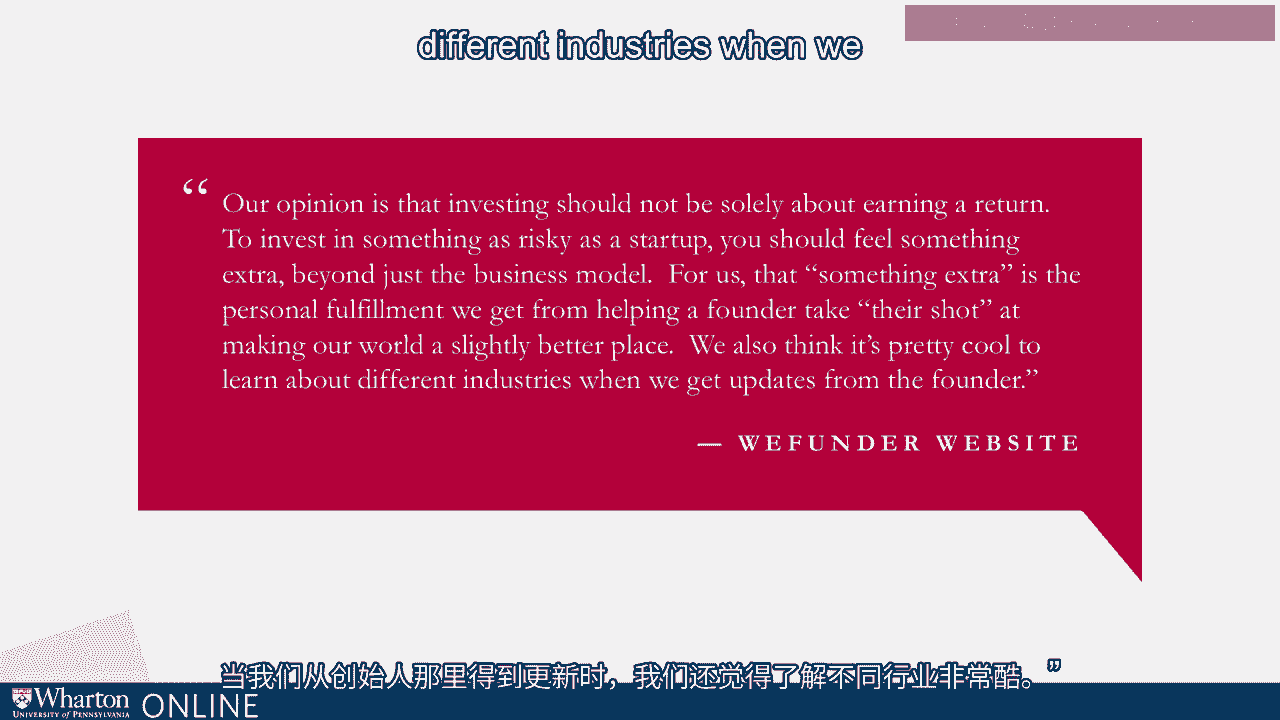 different industries when we
“ Our opinion is that investing should not be solely about earning a return.
To invest in something as risky as a startup, you should feel something
extra, beyond just the business model. For us, that “something extra” is the
personal fulfillment we get from helping a founder take “their shot” at
making our world a slightly better place. We also think it’s pretty cool to
learn about different industries when we get updates from the founder.”
— WEFUNDER WEBSITE
当我们从创始人那里得到更新时，我们还觉得了解不同行业非常酷。”
Wharton ONLINE
UNIVERSITY of PENNSYLVANIA